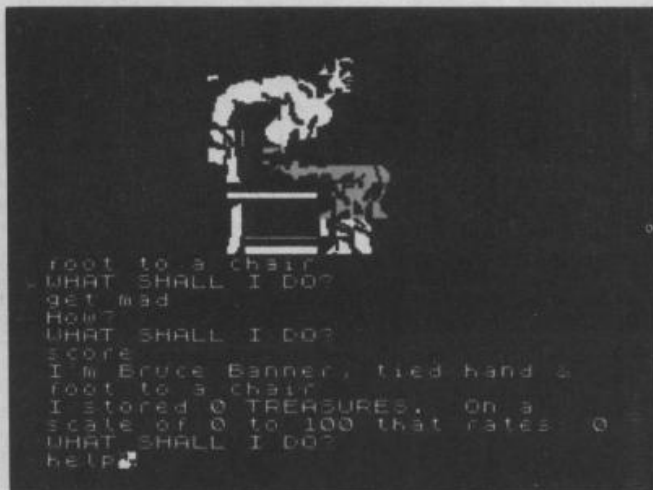 foot to a chair
WHAT SHALL I DO?
get mad
How?
WHAT SHALL I DO?
score
I'm Bruce Banner, tied hand &
foot to a chair
I stored 0 TREASURES. On a
scale of 0 to 100 that rates 0
WHAT SHALL I DO?
help